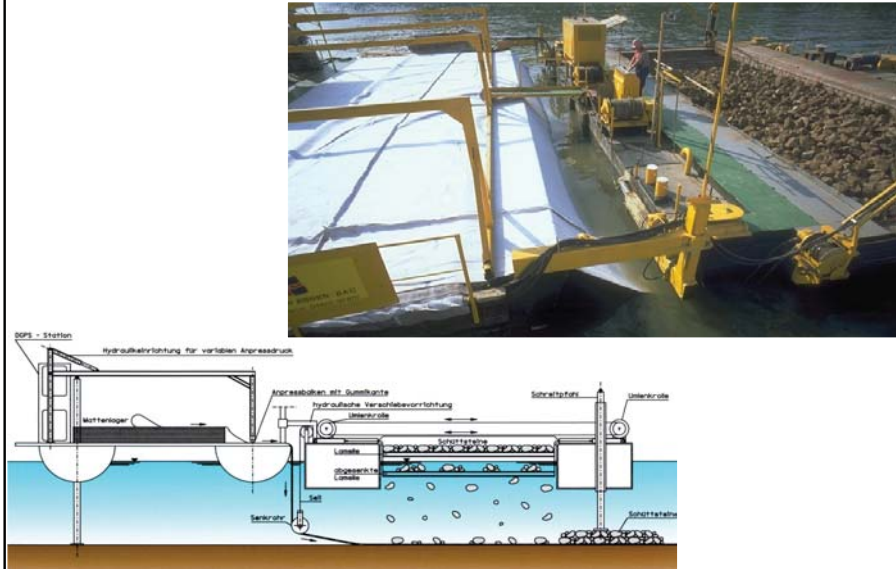 DGPS - Station
Hydraulikeinrichtung für variablen Anpressdruck
Anpressbalken mit Gummikante
hydraulische Verschiebevorrichtung
Schreitpfahl
Umlenkrolle
Umlenkrolle
Mattenlager
Schüttsteine
Lamelle
abgesenkte
Lamelle
Seil
Senkrohr
Schüttsteine